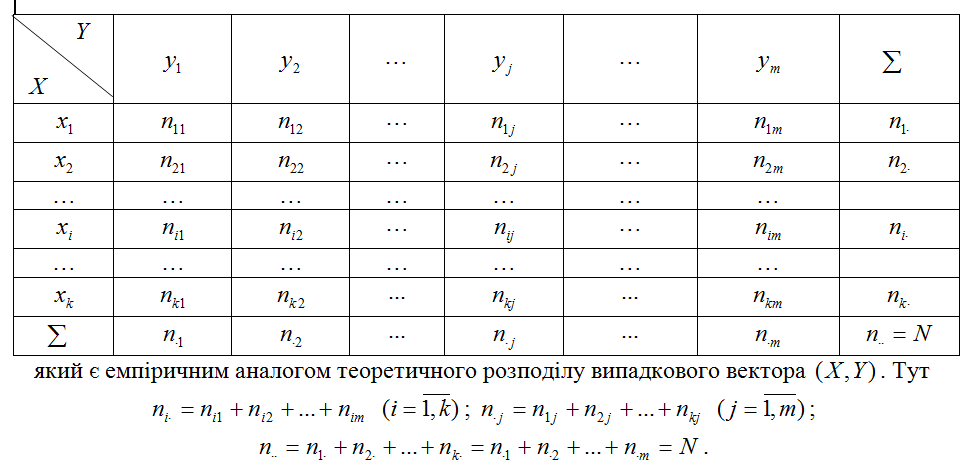 Y
X y₁ y₂ … y_j … y_m ∑
x₁ n₁₁ n₁₂ … n₁ⱼ … n₁ₘ n₁.
x₂ n₂₁ n₂₂ … n₂ⱼ … n₂ₘ n₂.
… … … … … …
xᵢ nᵢ₁ nᵢ₂ … nᵢⱼ … nᵢₘ nᵢ.
… … … … … …
xₖ nₖ₁ nₖ₂ ... nₖⱼ ... nₖₘ nₖ.
∑ n.₁ n.₂ ... n.ⱼ ... n.ₘ n.. = N
який є емпіричним аналогом теоретичного розподілу випадкового вектора (X,Y). Тут
nᵢ. = nᵢ₁ + nᵢ₂ + ... + nᵢₘ (i = 1,k̅); n.ⱼ = n₁ⱼ + n₂ⱼ + ... + nₖⱼ (j = 1,m̅);
n.. = n₁. + n₂. + ... + nₖ. = n.₁ + n.₂ + ... + n.ₘ = N.